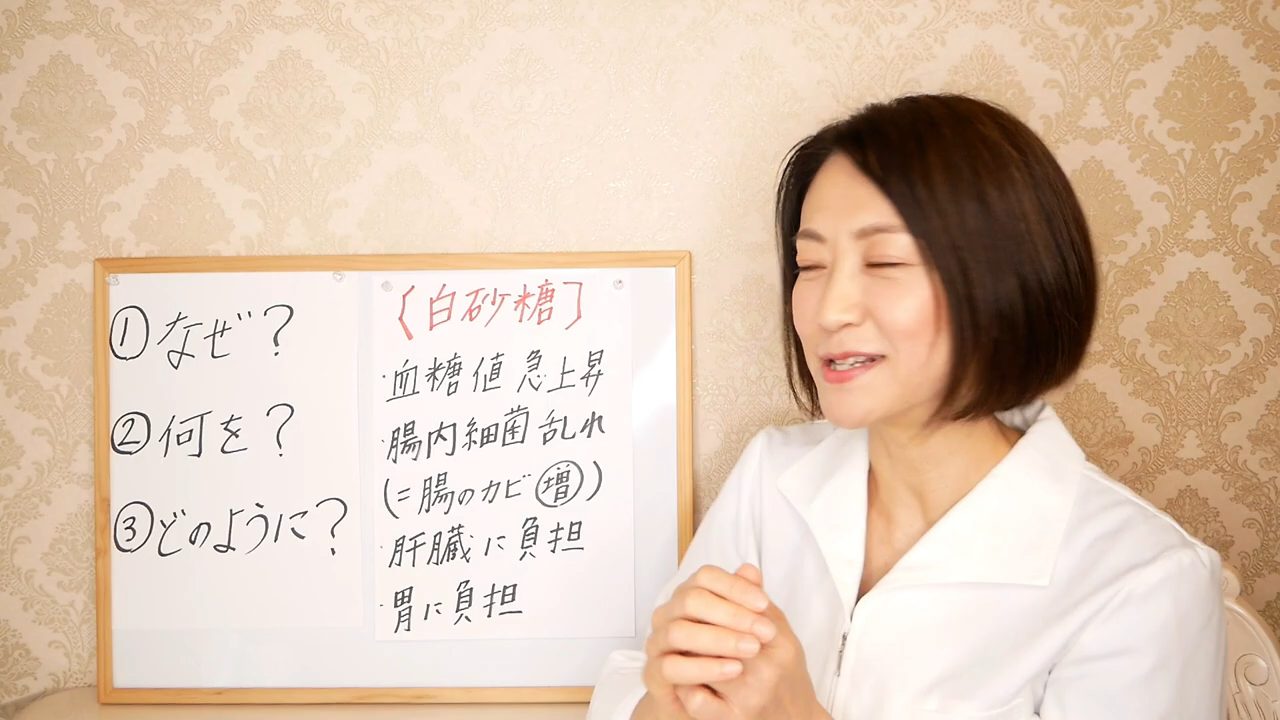 ①なぜ?
②何を?
③どのように?
〔白砂糖〕
・血糖値急上昇
・腸内細菌乱れ
(=腸のカビ増)
・肝臓に負担
・胃に負担